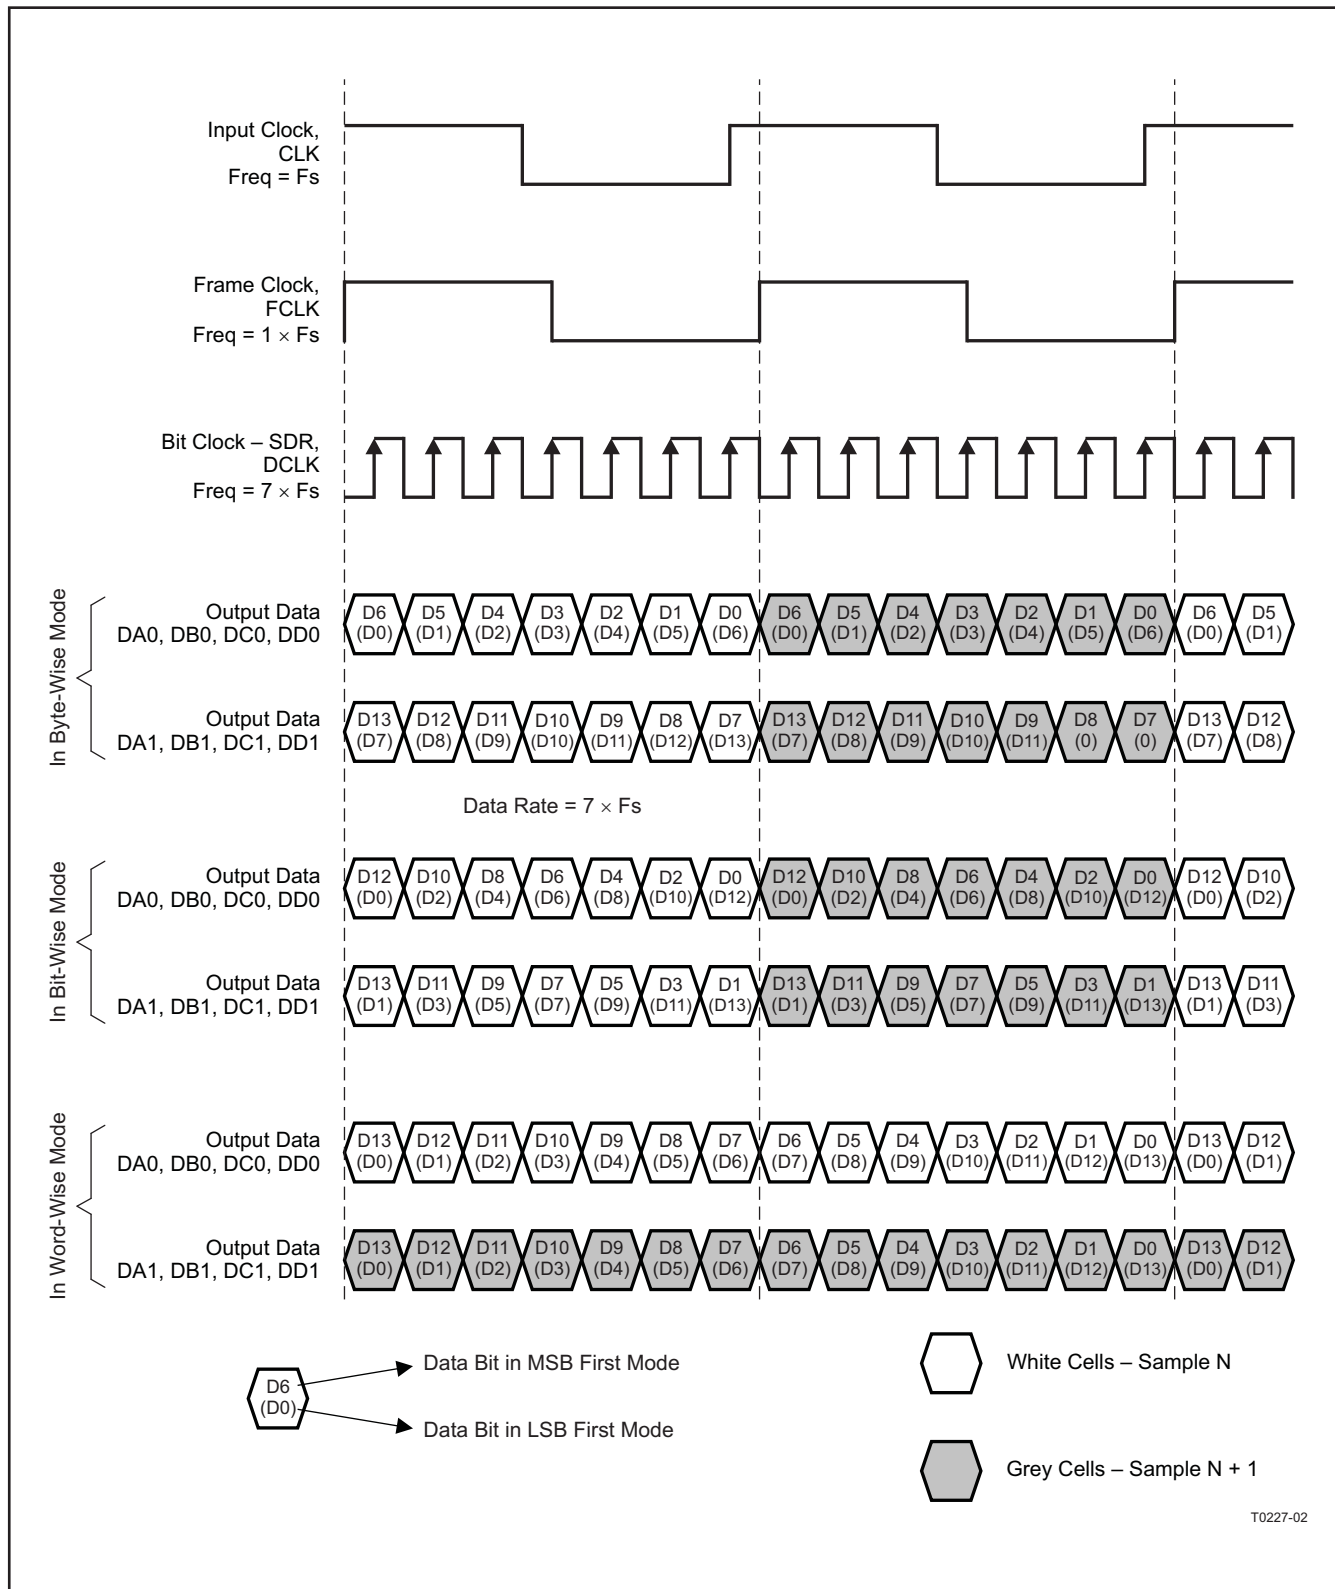 Input Clock,
CLK
Freq = Fs
Frame Clock,
FCLK
Freq = 1 × Fs
Bit Clock – SDR,
DCLK
Freq = 7 × Fs
In Byte-Wise Mode
Output Data
DA0, DB0, DC0, DD0
D6 D5 D4 D3 D2 D1 D0 D6 D5 D4 D3 D2 D1 D0 D6 D5
(D0) (D1) (D2) (D3) (D4) (D5) (D6) (D0) (D1) (D2) (D3) (D4) (D5) (D6) (D0) (D1)
Output Data
DA1, DB1, DC1, DD1
D13 D12 D11 D10 D9 D8 D7 D13 D12 D11 D10 D9 D8 D7 D13 D12
(D7) (D8) (D9) (D10) (D11) (D12) (D13) (D7) (D8) (D9) (D10) (D11) (0) (0) (D7) (D8)
Data Rate = 7 × Fs
In Bit-Wise Mode
Output Data
DA0, DB0, DC0, DD0
D12 D10 D8 D6 D4 D2 D0 D12 D10 D8 D6 D4 D2 D0 D12 D10
(D0) (D2) (D4) (D6) (D8) (D10) (D12) (D0) (D2) (D4) (D6) (D8) (D10) (D12) (D0) (D2)
Output Data
DA1, DB1, DC1, DD1
D13 D11 D9 D7 D5 D3 D1 D13 D11 D9 D7 D5 D3 D1 D13 D11
(D1) (D3) (D5) (D7) (D9) (D11) (D13) (D1) (D3) (D5) (D7) (D9) (D11) (D13) (D1) (D3)
In Word-Wise Mode
Output Data
DA0, DB0, DC0, DD0
D13 D12 D11 D10 D9 D8 D7 D6 D5 D4 D3 D2 D1 D0 D13 D12
(D0) (D1) (D2) (D3) (D4) (D5) (D6) (D7) (D8) (D9) (D10) (D11) (D12) (D13) (D0) (D1)
Output Data
DA1, DB1, DC1, DD1
D13 D12 D11 D10 D9 D8 D7 D6 D5 D4 D3 D2 D1 D0 D13 D12
(D0) (D1) (D2) (D3) (D4) (D5) (D6) (D7) (D8) (D9) (D10) (D11) (D12) (D13) (D0) (D1)
D6
(D0)
Data Bit in MSB First Mode
Data Bit in LSB First Mode
White Cells – Sample N
Grey Cells – Sample N + 1
T0227-02